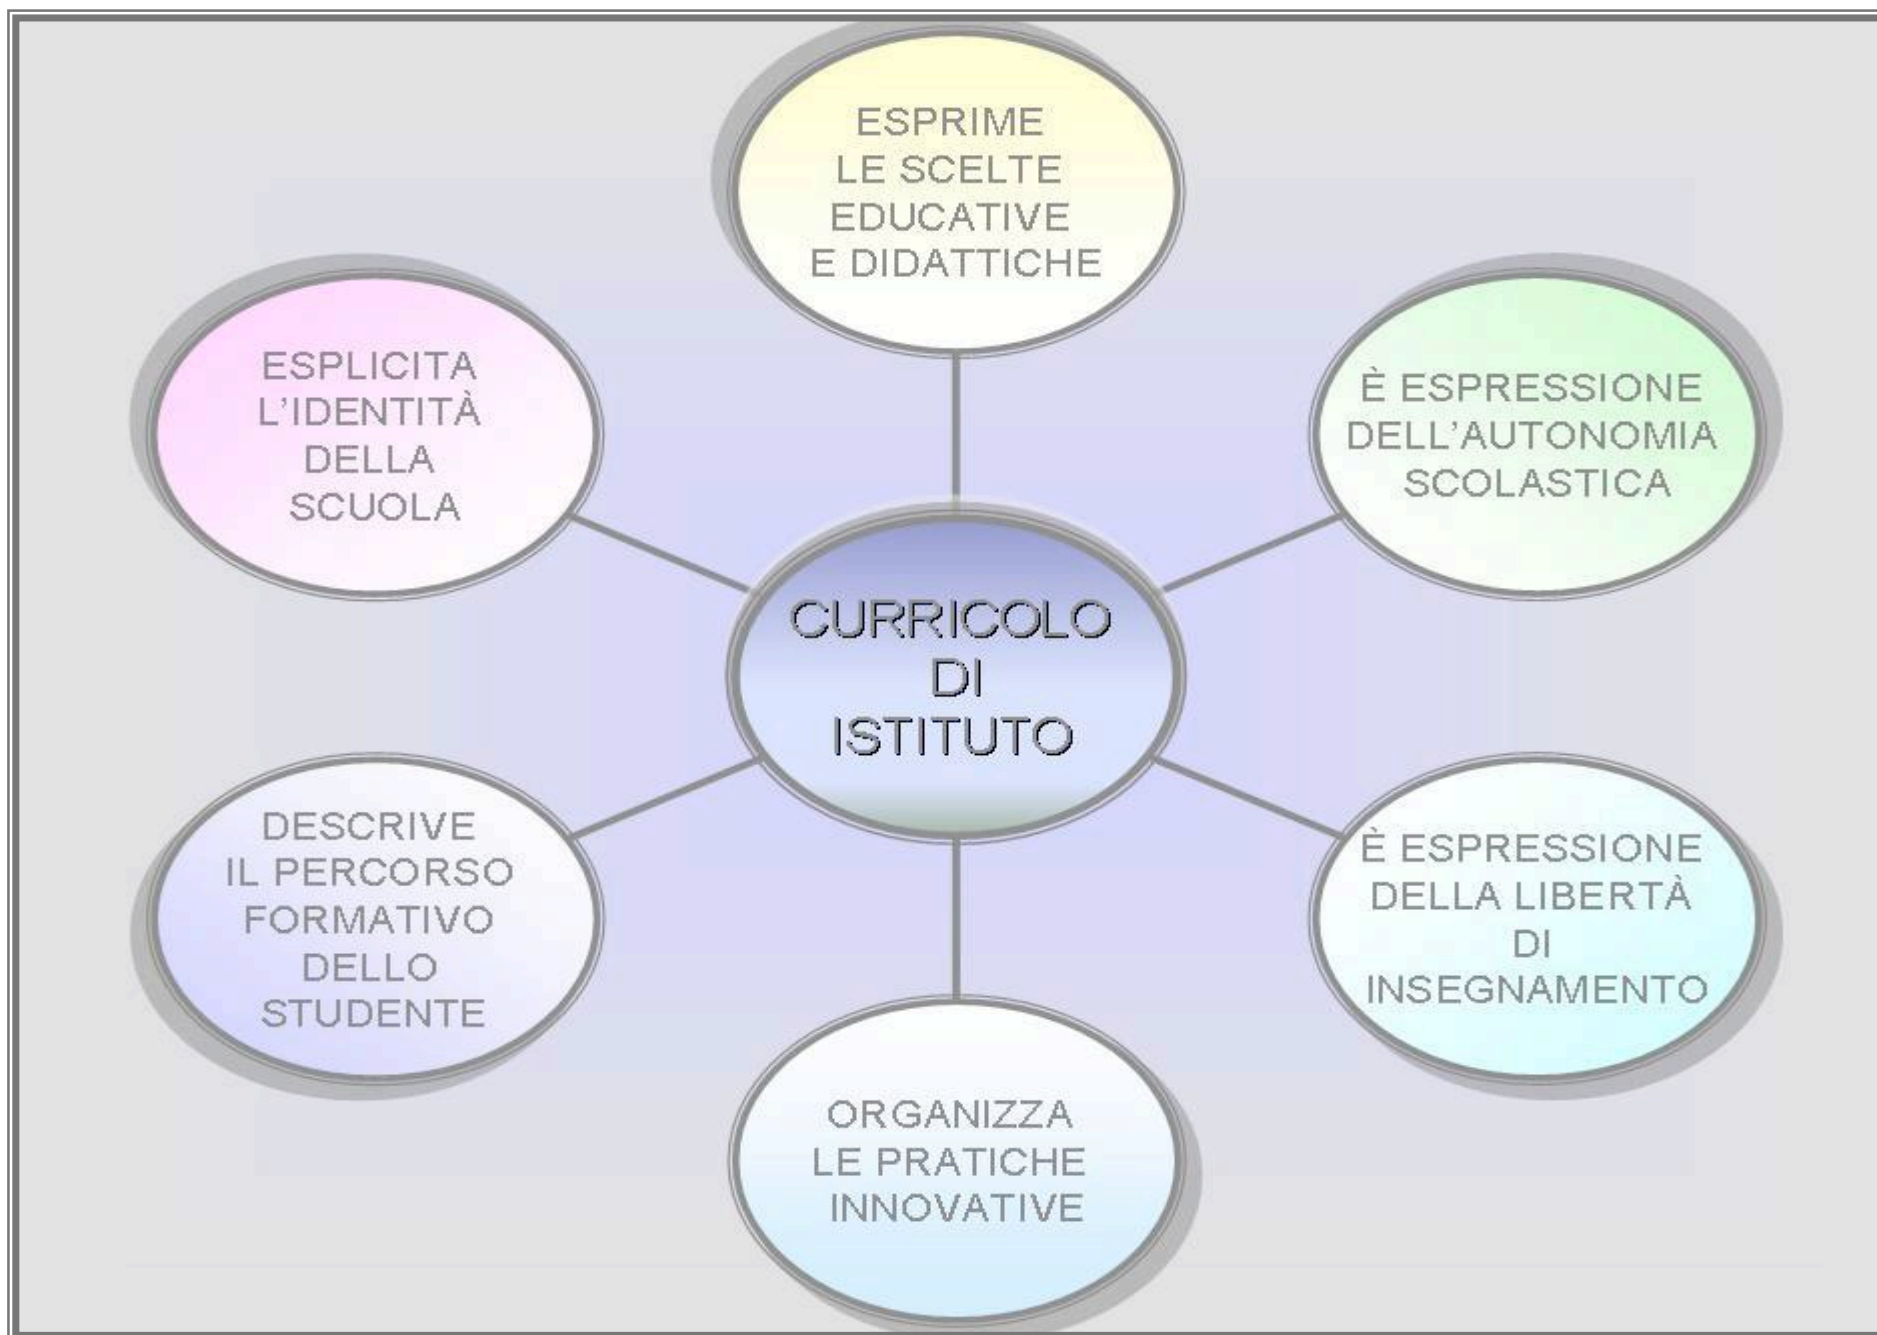 ESPRIME
LE SCELTE
EDUCATIVE
E DIDATTICHE
ESPLICITA
L'IDENTITÀ
DELLA
SCUOLA
È ESPRESSIONE
DELL'AUTONOMIA
SCOLASTICA
CURRICOLO
DI
ISTITUTO
DESCRIVE
IL PERCORSO
FORMATIVO
DELLO
STUDENTE
È ESPRESSIONE
DELLA LIBERTÀ
DI
INSEGNAMENTO
ORGANIZZA
LE PRATICHE
INNOVATIVE